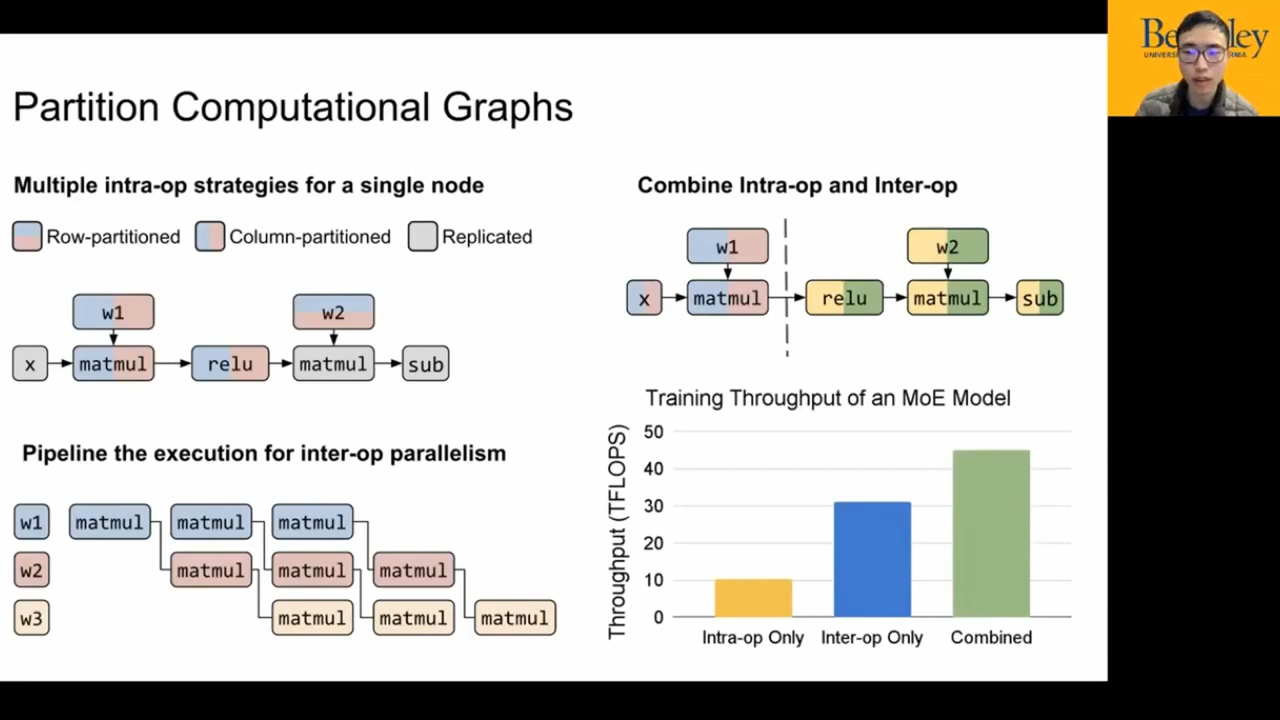 Partition Computational Graphs
Multiple intra-op strategies for a single node
Row-partitioned
Column-partitioned
Replicated
w1
w2
x
matmul
relu
matmul
sub
Pipeline the execution for inter-op parallelism
w1
matmul
matmul
matmul
w2
matmul
matmul
matmul
w3
matmul
matmul
matmul
Combine Intra-op and Inter-op
w1
w2
x
matmul
relu
matmul
sub
Training Throughput of an MoE Model
Throughput (TFLOPS)
50
40
30
20
10
0
Intra-op Only
Inter-op Only
Combined